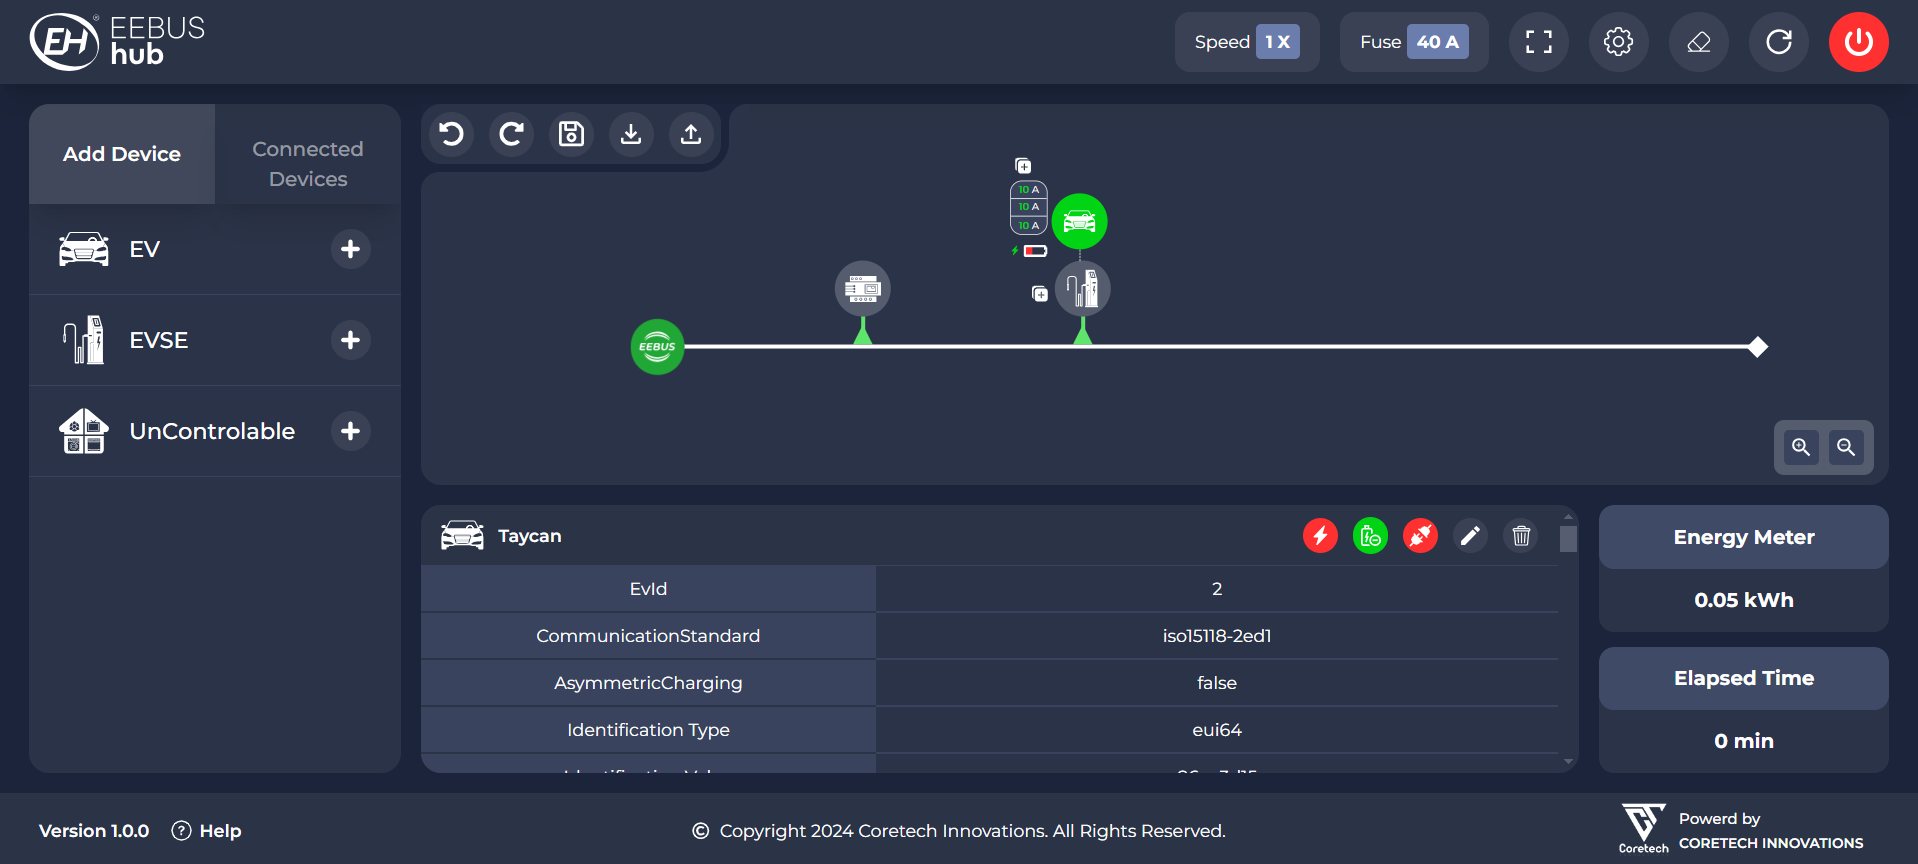 EH® EEBUS
hub
Speed 1 X
Fuse 40 A
Add Device
Connected
Devices
EV
EVSE
UnControlable
10 A
10 A
10 A
EEBUS
Taycan
EvId 2
CommunicationStandard iso15118-2ed1
AsymmetricCharging false
Identification Type eui64
Energy Meter
0.05 kWh
Elapsed Time
0 min
Version 1.0.0 ? Help
© Copyright 2024 Coretech Innovations. All Rights Reserved.
Coretech
Powerd by
CORETECH INNOVATIONS